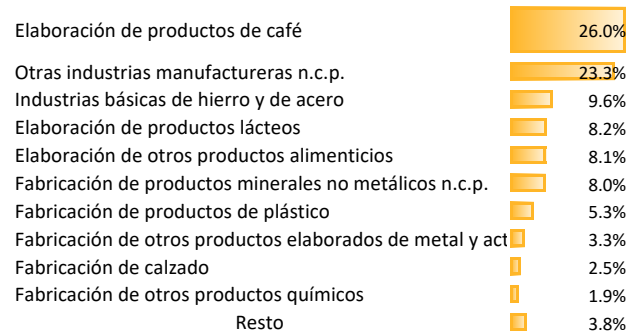 Elaboración de productos de café 26.0%
Otras industrias manufactureras n.c.p. 23.3%
Industrias básicas de hierro y de acero 9.6%
Elaboración de productos lácteos 8.2%
Elaboración de otros productos alimenticios 8.1%
Fabricación de productos minerales no metálicos n.c.p. 8.0%
Fabricación de productos de plástico 5.3%
Fabricación de otros productos elaborados de metal y act 3.3%
Fabricación de calzado 2.5%
Fabricación de otros productos químicos 1.9%
Resto 3.8%